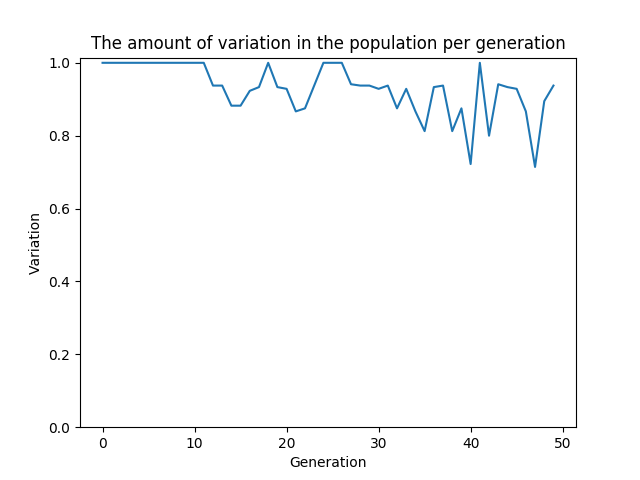 The amount of variation in the population per generation
1.0
0.8
0.6
0.4
0.2
0.0
Variation
0 10 20 30 40 50
Generation